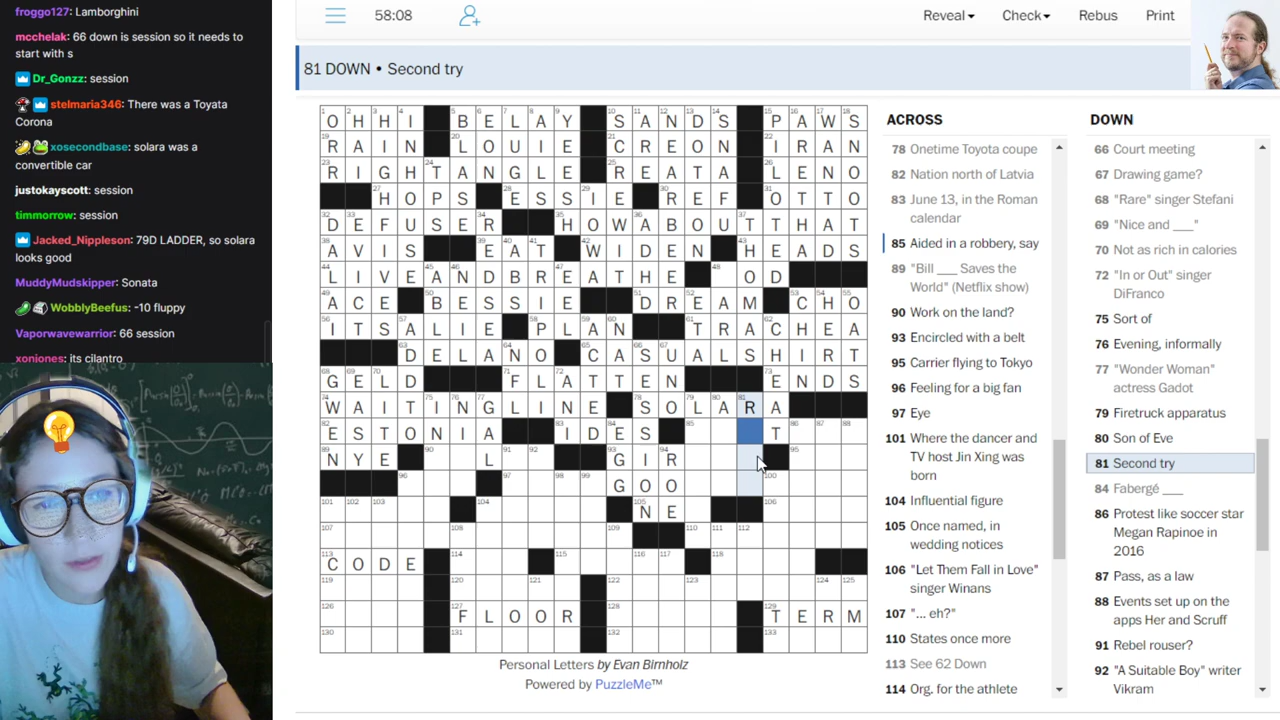 froggo127: Lamborghini
mcchelak: 66 down is session so it needs to
start with s
Dr_Gonzz: session
stelmaria346: There was a Toyata
Corona
xosecondbase: solara was a
convertible car
justokayscott: session
timmorrow: session
Jacked_Nippleson: 79D LADDER, so solara
looks good
MuddyMudskipper: Sonata
WobblyBeefus: -10 fluppy
Vaporwavewarrior: 66 session
xoniones: its cilantro
58:08
Reveal Check Rebus Print
81 DOWN • Second try
O H H I B E L A Y S A N D S P A W S
R A I N L O U I E C R E O N I R A N
R I G H T A N G L E R E A T A L E N O
H O P S E S S I E R E F O T T O
D E F U S E R H O W A B O U T T H A T
A V I S E A T W I D E N H E A D S
L I V E A N D B R E A T H E O D
A C E B E S S I E D R E A M C H O
I T S A L I E P L A N T R A C H E A
D E L A N O C A S U A L S H I R T
G E L D F L A T T E N E N D S
W A I T I N G L I N E S O L A R A
E S T O N I A I D E S T
N Y E L G I R
G O O
N E
C O D E
F L O O R T E R M
Personal Letters by Evan Birnholz
Powered by PuzzleMe™
ACROSS
78 Onetime Toyota coupe
82 Nation north of Latvia
83 June 13, in the Roman
calendar
85 Aided in a robbery, say
89 "Bill ___ Saves the
World" (Netflix show)
90 Work on the land?
93 Encircled with a belt
95 Carrier flying to Tokyo
96 Feeling for a big fan
97 Eye
101 Where the dancer and
TV host Jin Xing was
born
104 Influential figure
105 Once named, in
wedding notices
106 "Let Them Fall in Love"
singer Winans
107 "... eh?"
110 States once more
113 See 62 Down
114 Org. for the athlete
DOWN
66 Court meeting
67 Drawing game?
68 "Rare" singer Stefani
69 "Nice and ___"
70 Not as rich in calories
72 "In or Out" singer
DiFranco
75 Sort of
76 Evening, informally
77 "Wonder Woman"
actress Gadot
79 Firetruck apparatus
80 Son of Eve
81 Second try
84 Fabergé ___
86 Protest like soccer star
Megan Rapinoe in
2016
87 Pass, as a law
88 Events set up on the
apps Her and Scruff
91 Rebel rouser?
92 "A Suitable Boy" writer
Vikram